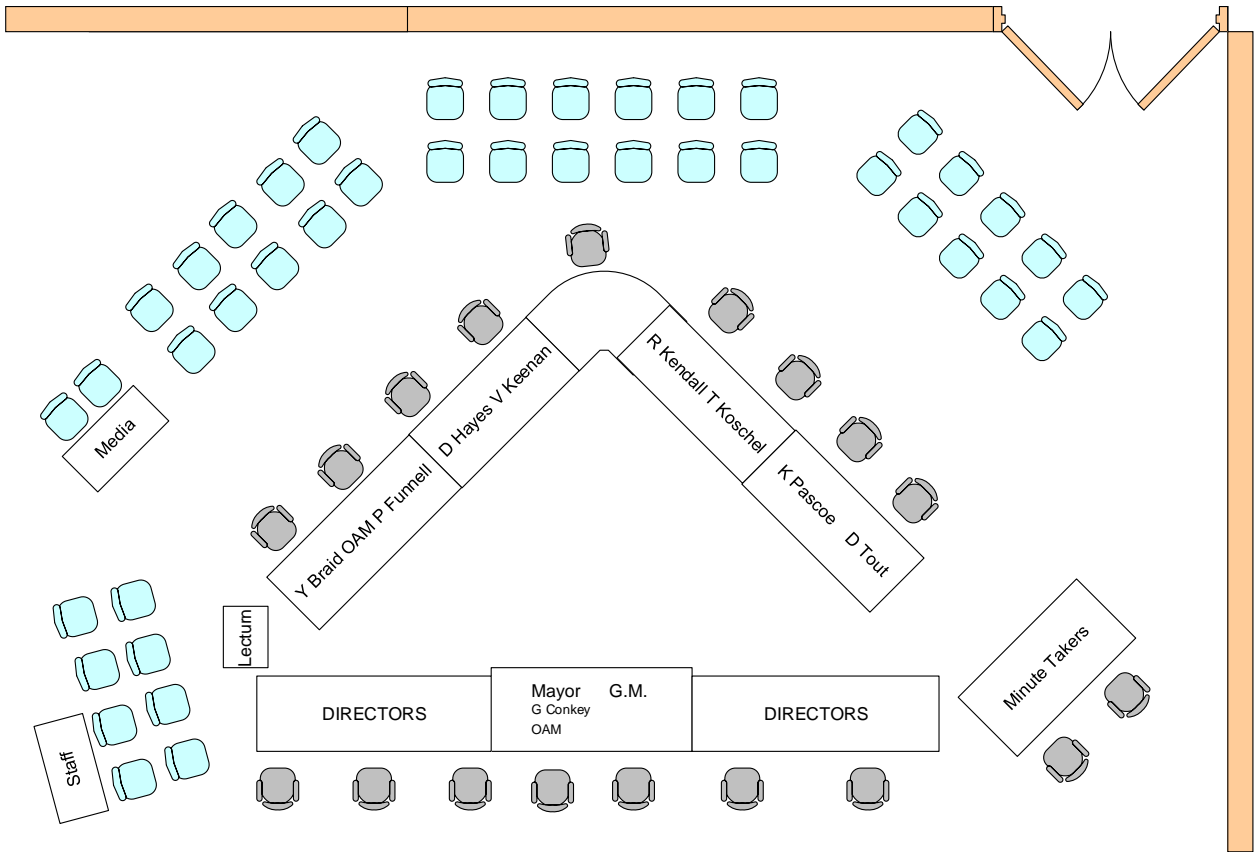 R Kendall T Koschel
D Hayes V Keenan
Media
Y Braid OAM P Funnell
K Pascoe D Tout
Lectum
Minute Takers
DIRECTORS
Mayor G.M.
G Conkey
OAM
DIRECTORS
Staff